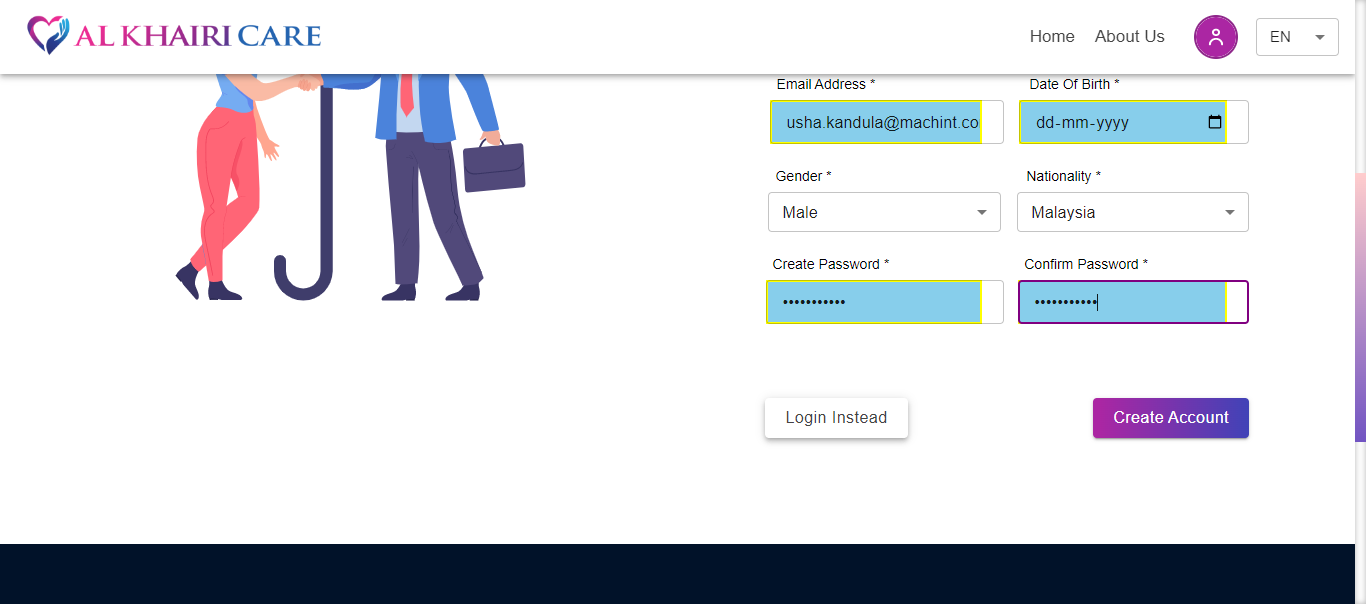 AL KHAIRI CARE
Home About Us EN
Email Address * Date Of Birth *
usha.kandula@machint.co dd-mm-yyyy
Gender * Nationality *
Male Malaysia
Create Password * Confirm Password *
••••••••••• •••••••••••
Login Instead Create Account